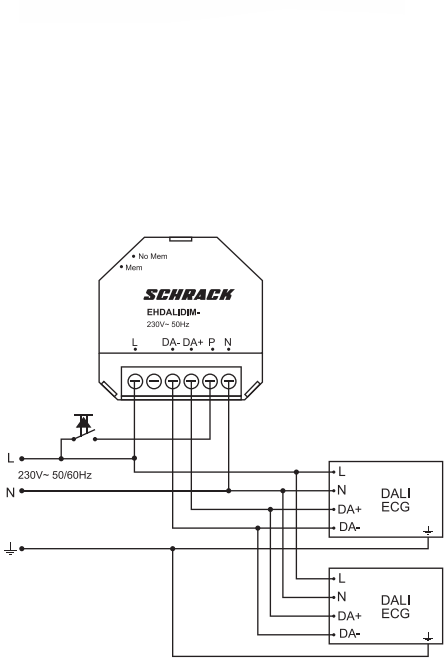 No Mem
Mem
SCHRACK
EHDALIDIM-
230V~ 50Hz
L DA- DA+ P N
L
230V~ 50/60Hz
N
L
N
DA+
DA-
DALI
ECG
L
N
DA+
DA-
DALI
ECG